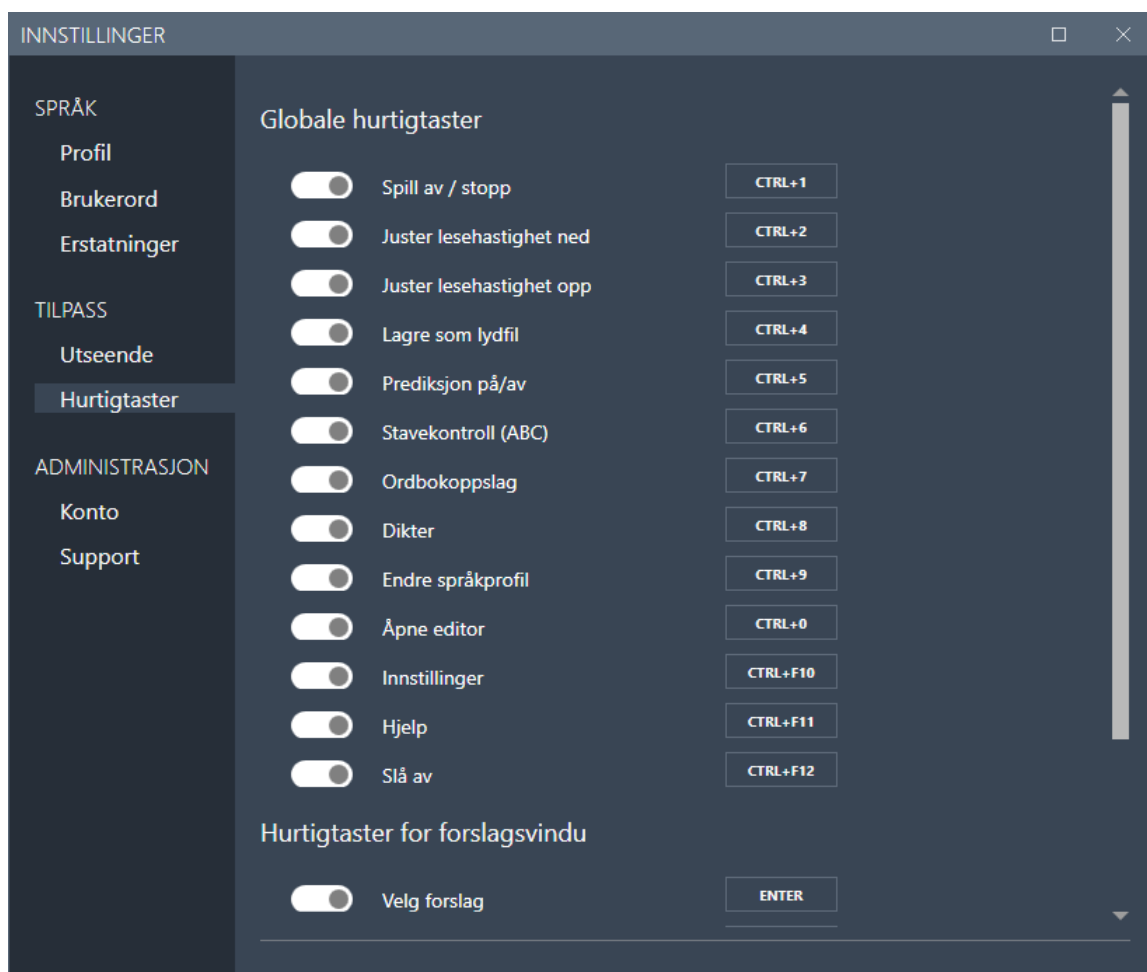 INNSTILLINGER
SPRÅK
Profil
Brukerord
Erstatninger
TILPASS
Utseende
Hurtigtaster
ADMINISTRASJON
Konto
Support
Globale hurtigtaster
Spill av / stopp CTRL+1
Juster lesehastighet ned CTRL+2
Juster lesehastighet opp CTRL+3
Lagre som lydfil CTRL+4
Prediksjon på/av CTRL+5
Stavekontroll (ABC) CTRL+6
Ordbokoppslag CTRL+7
Dikter CTRL+8
Endre språkprofil CTRL+9
Åpne editor CTRL+0
Innstillinger CTRL+F10
Hjelp CTRL+F11
Slå av CTRL+F12
Hurtigtaster for forslagsvindu
Velg forslag ENTER